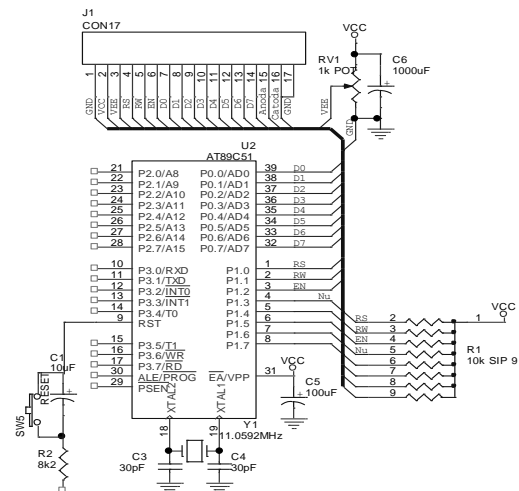 J1
CON17
1 2 3 4 5 6 7 8 9 10 11 12 13 14 15 16 17
GND VCC VEE RS RW EN D0 D1 D2 D3 D4 D5 D6 D7 Anoda Catoda GND
VCC
RV1
1k POT
VEE
GND
C6
1000uF
+
U2
AT89C51
21 P2.0/A8
22 P2.1/A9
23 P2.2/A10
24 P2.3/A11
25 P2.4/A12
26 P2.5/A13
27 P2.6/A14
28 P2.7/A15
10 P3.0/RXD
11 P3.1/TXD
12 P3.2/INT0
13 P3.3/INT1
14 P3.4/T0
9 RST
15 P3.5/T1
16 P3.6/WR
17 P3.7/RD
30 ALE/PROG
29 PSEN
P0.0/AD0 39 D0
P0.1/AD1 38 D1
P0.2/AD2 37 D2
P0.3/AD3 36 D3
P0.4/AD4 35 D4
P0.5/AD5 34 D5
P0.6/AD6 33 D6
P0.7/AD7 32 D7
P1.0 1 RS
P1.1 2 RW
P1.2 3 EN
P1.3 4 Nu
P1.4 5
P1.5 6
P1.6 7
P1.7 8
EA/VPP 31
XTAL2 XTAL1
18 19
VCC
C5
100uF
+
Y1
11.0592MHz
C3
30pF
C4
30pF
C1
10uF
+
RESET
SW5
R2
8k2
RS 2
RW 3
EN 4
Nu 5
6
7
8
9
1
VCC
R1
10k SIP 9